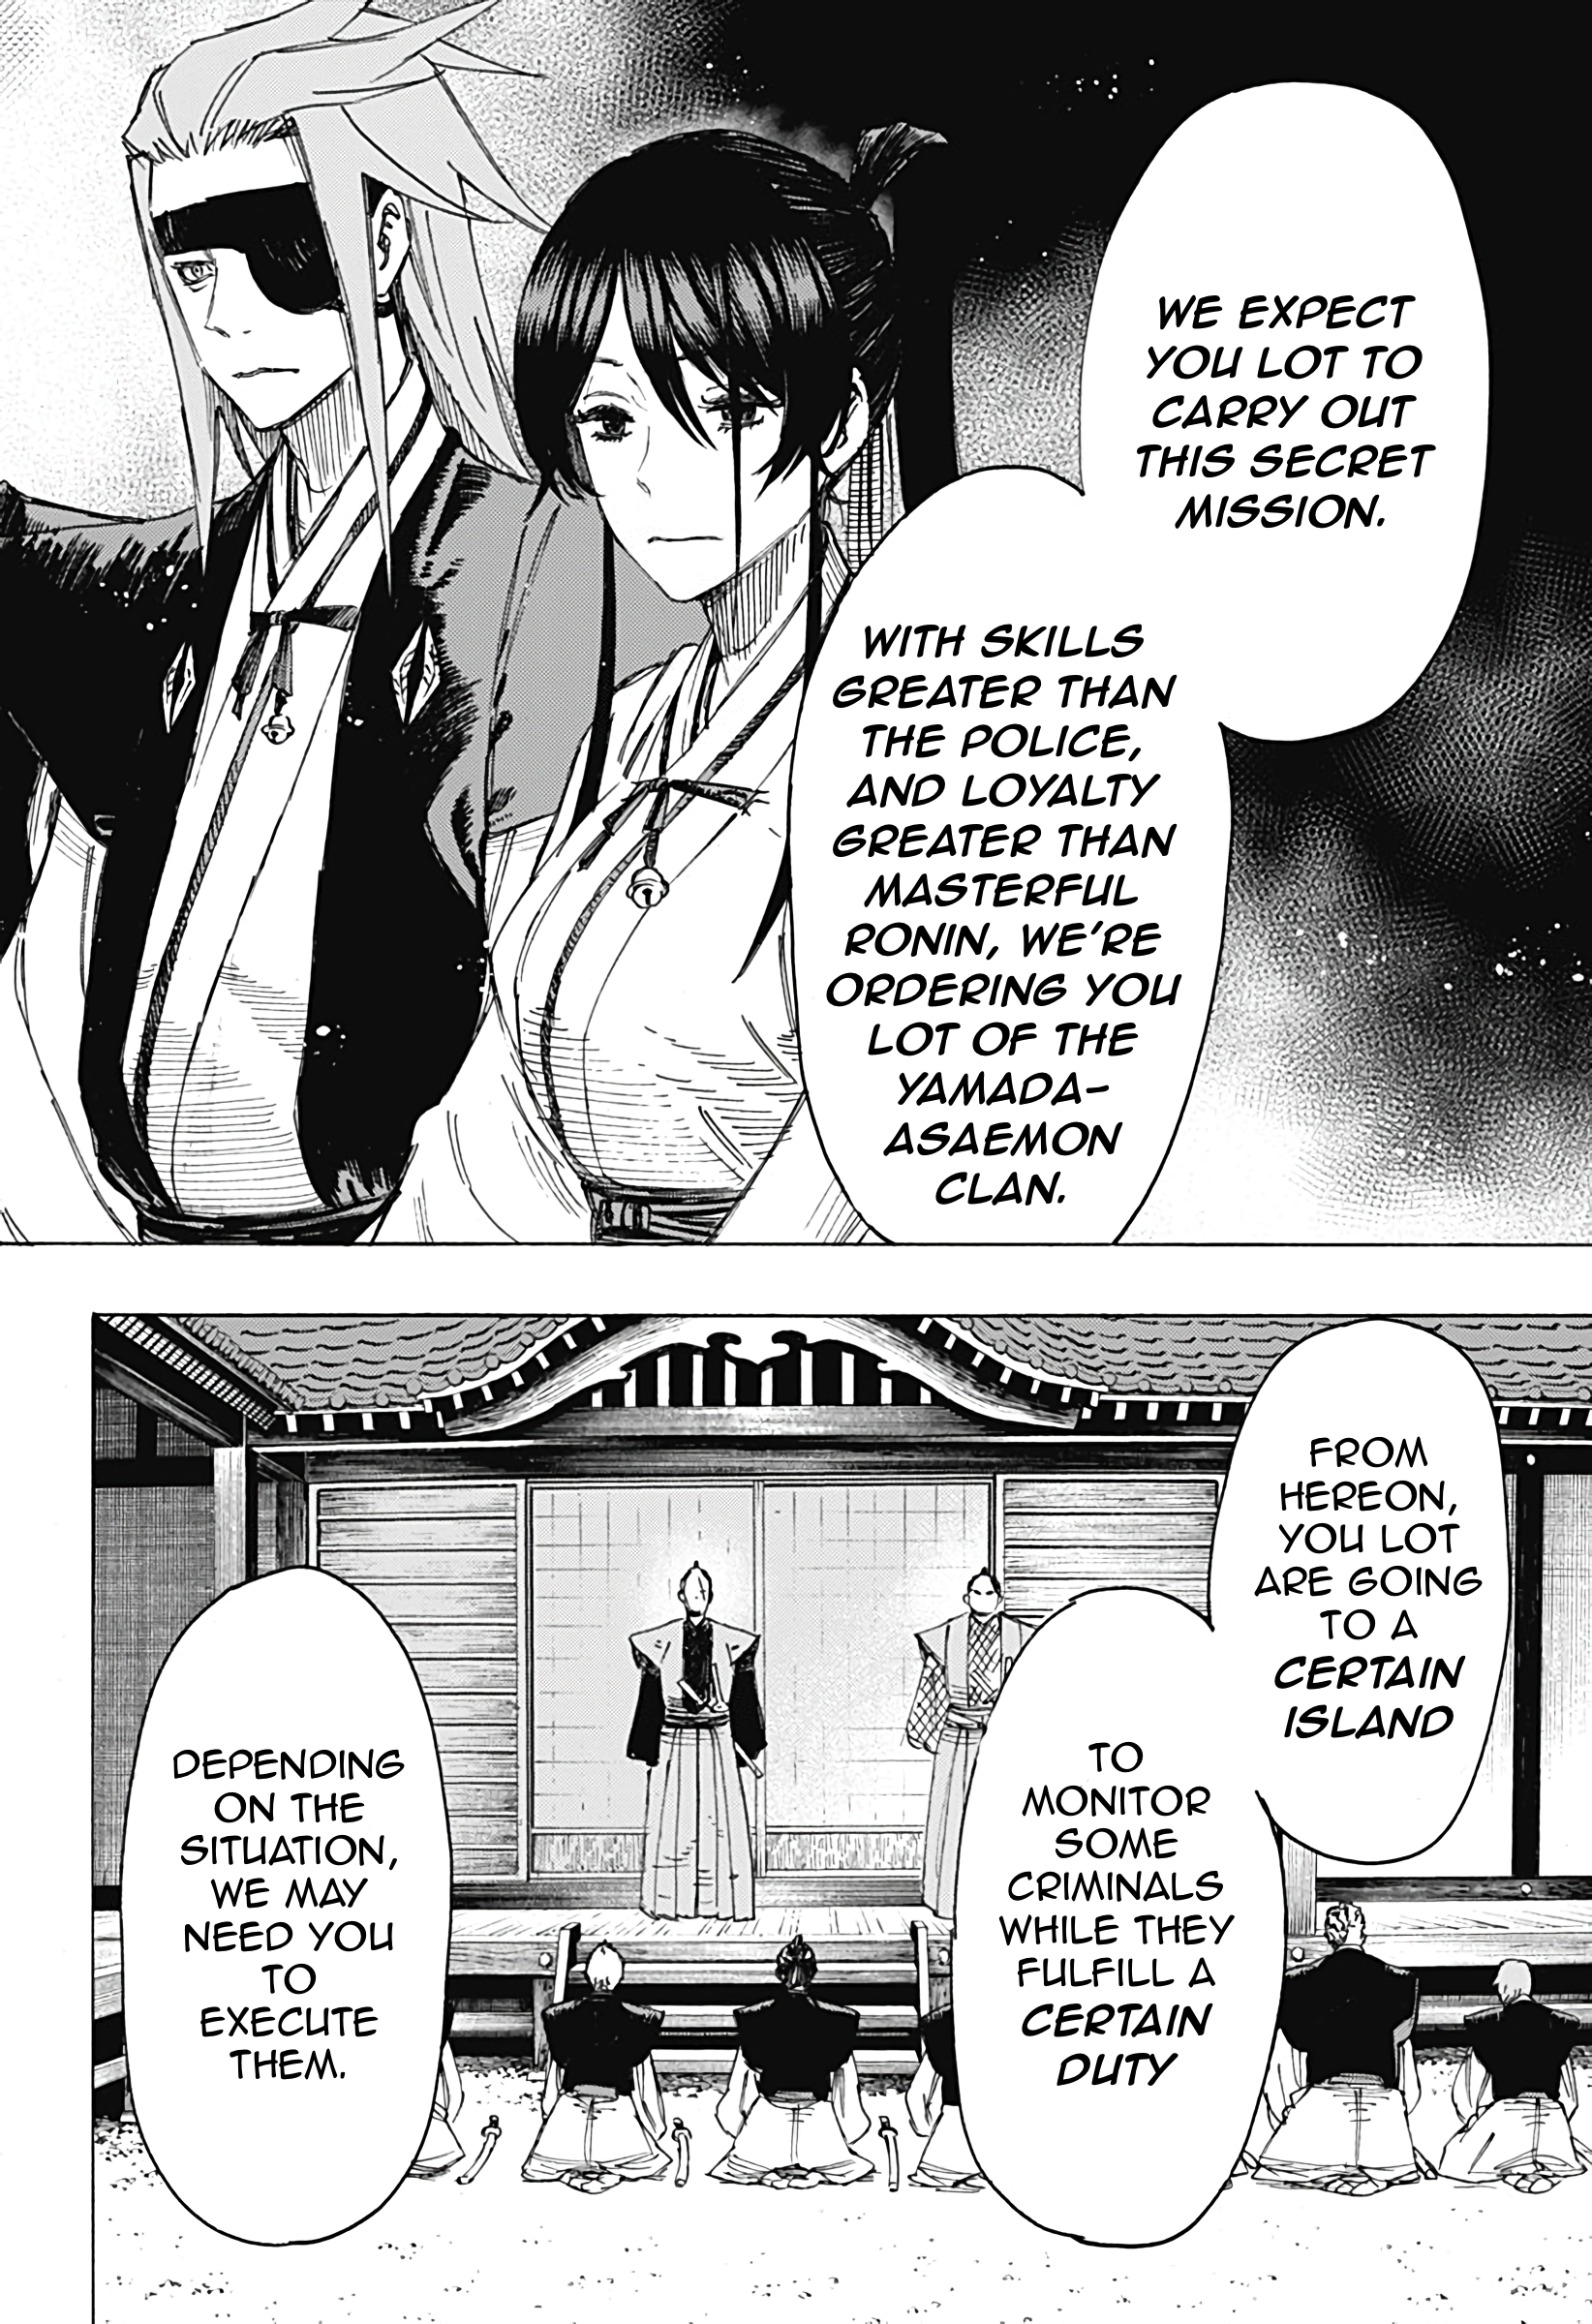 WE EXPECT
YOU LOT TO
CARRY OUT
THIS SECRET
MISSION.
WITH SKILLS
GREATER THAN
THE POLICE,
AND LOYALTY
GREATER THAN
MASTERFUL
RONIN, WE'RE
ORDERING YOU
LOT OF THE
YAMADA-
ASAEMON
CLAN.
FROM
HEREON,
YOU LOT
ARE GOING
TO A
CERTAIN
ISLAND
TO
MONITOR
SOME
CRIMINALS
WHILE THEY
FULFILL A
CERTAIN
DUTY
DEPENDING
ON THE
SITUATION,
WE MAY
NEED YOU
TO
EXECUTE
THEM.